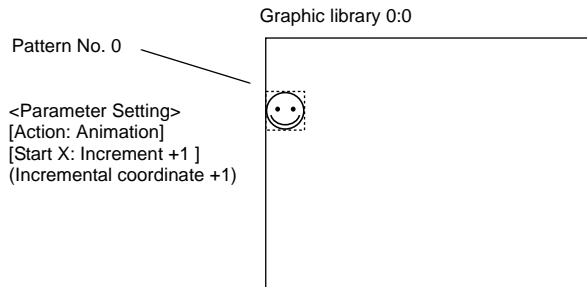 Graphic library 0:0
Pattern No. 0
<Parameter Setting>
[Action: Animation]
[Start X: Increment +1 ]
(Incremental coordinate +1)